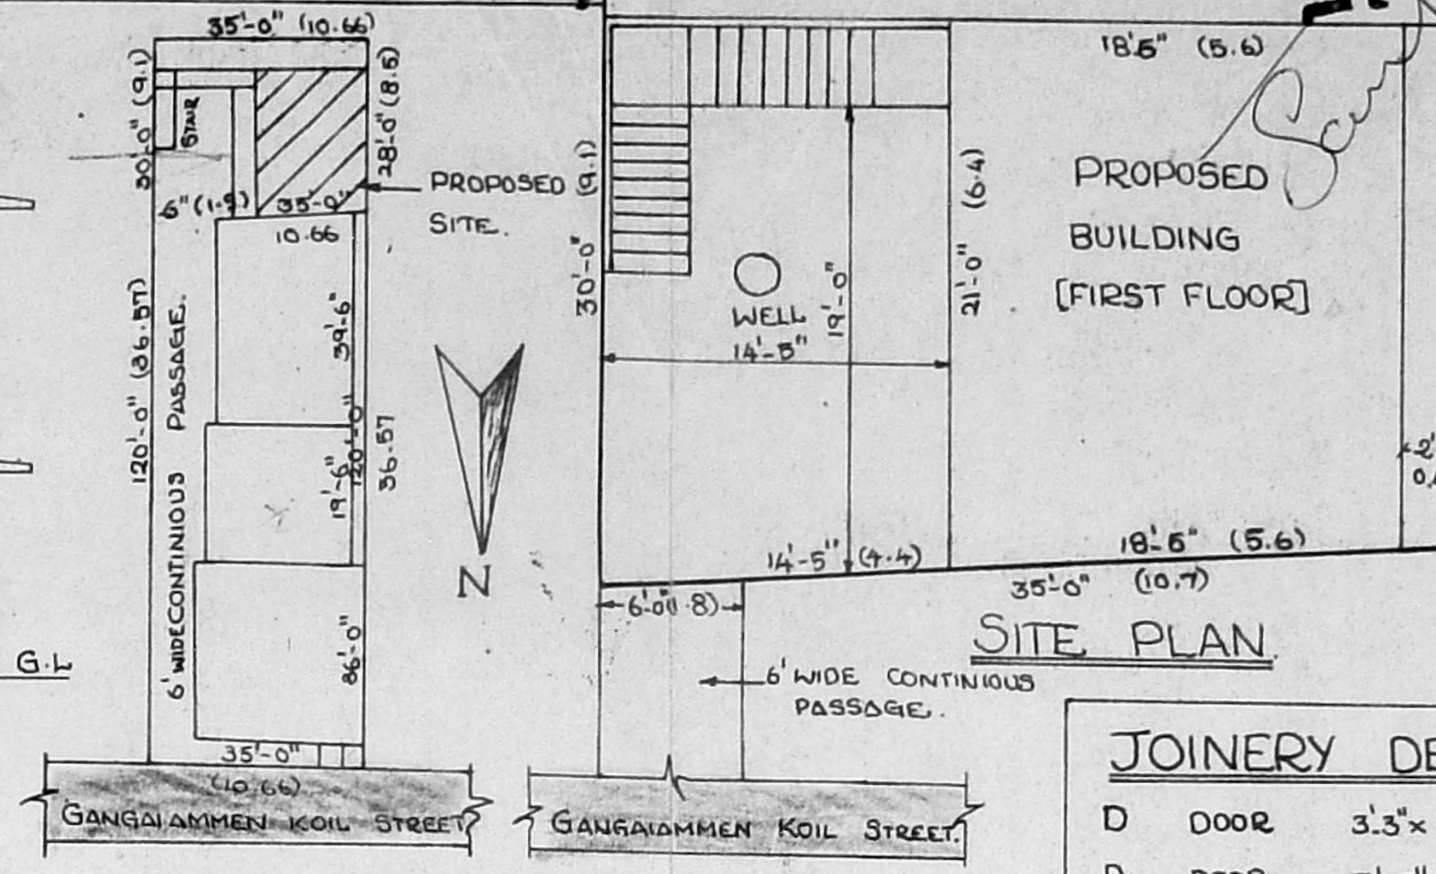 35'-0" (10.66)
30'-0" (9.1)
STAIR
28'-0" (8.5)
PROPOSED
SITE.
6" (1.9)
35'-0"
10.66
120'-0" (36.57)
6' WIDECONTINIOUS PASSAGE.
39'-6"
19'-6"
120'-0"
36.57
36'-0"
N
G.L
35'-0"
(10.66)
GANGAIAMMEN KOIL STREET
30'-0" (9.1)
WELL
14'-5"
19'-0"
21'-0" (6.4)
18'5" (5.6)
PROPOSED
BUILDING
[FIRST FLOOR]
14'-5" (4.4)
18'-5" (5.6)
35'-0" (10.7)
6'-0" (1.8)
SITE PLAN
6' WIDE CONTINIOUS
PASSAGE.
GANGAIAMMEN KOIL STREET.
JOINERY DE
D DOOR 3'.3"x